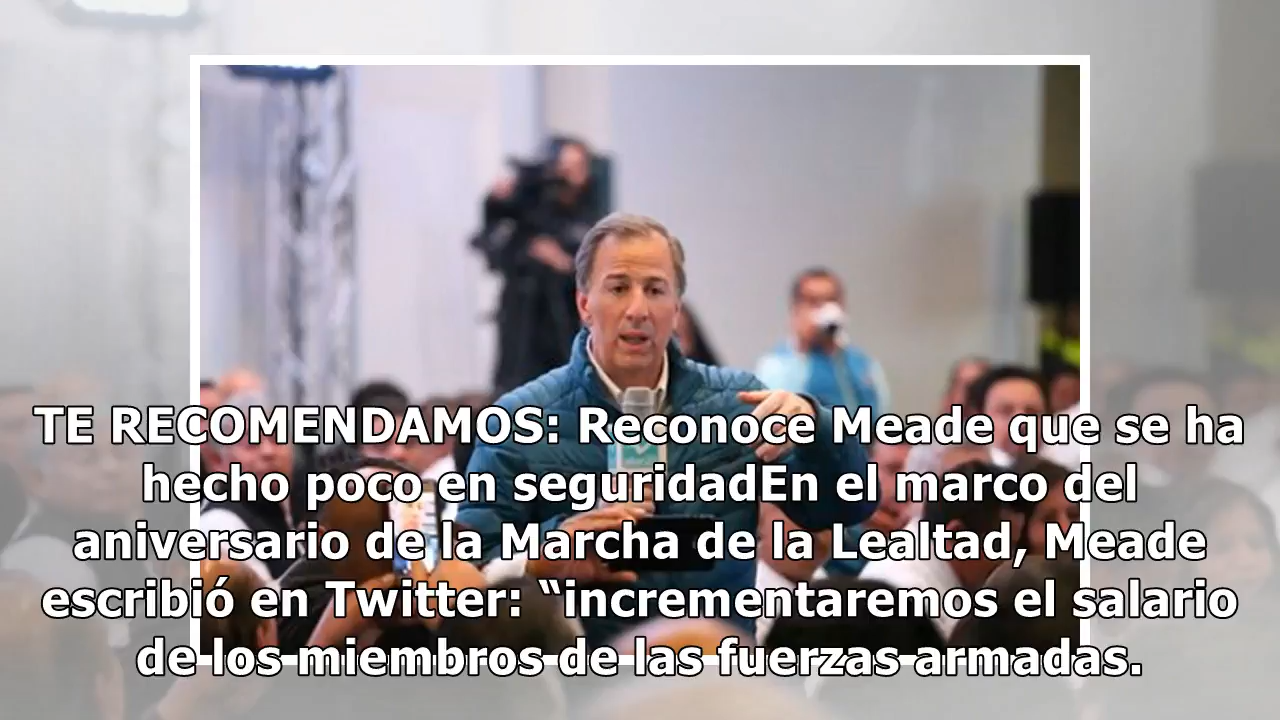 TE RECOMENDAMOS: Reconoce Meade que se ha
hecho poco en seguridadEn el marco del
aniversario de la Marcha de la Lealtad, Meade
escribió en Twitter: “incrementaremos el salario
de los miembros de las fuerzas armadas.